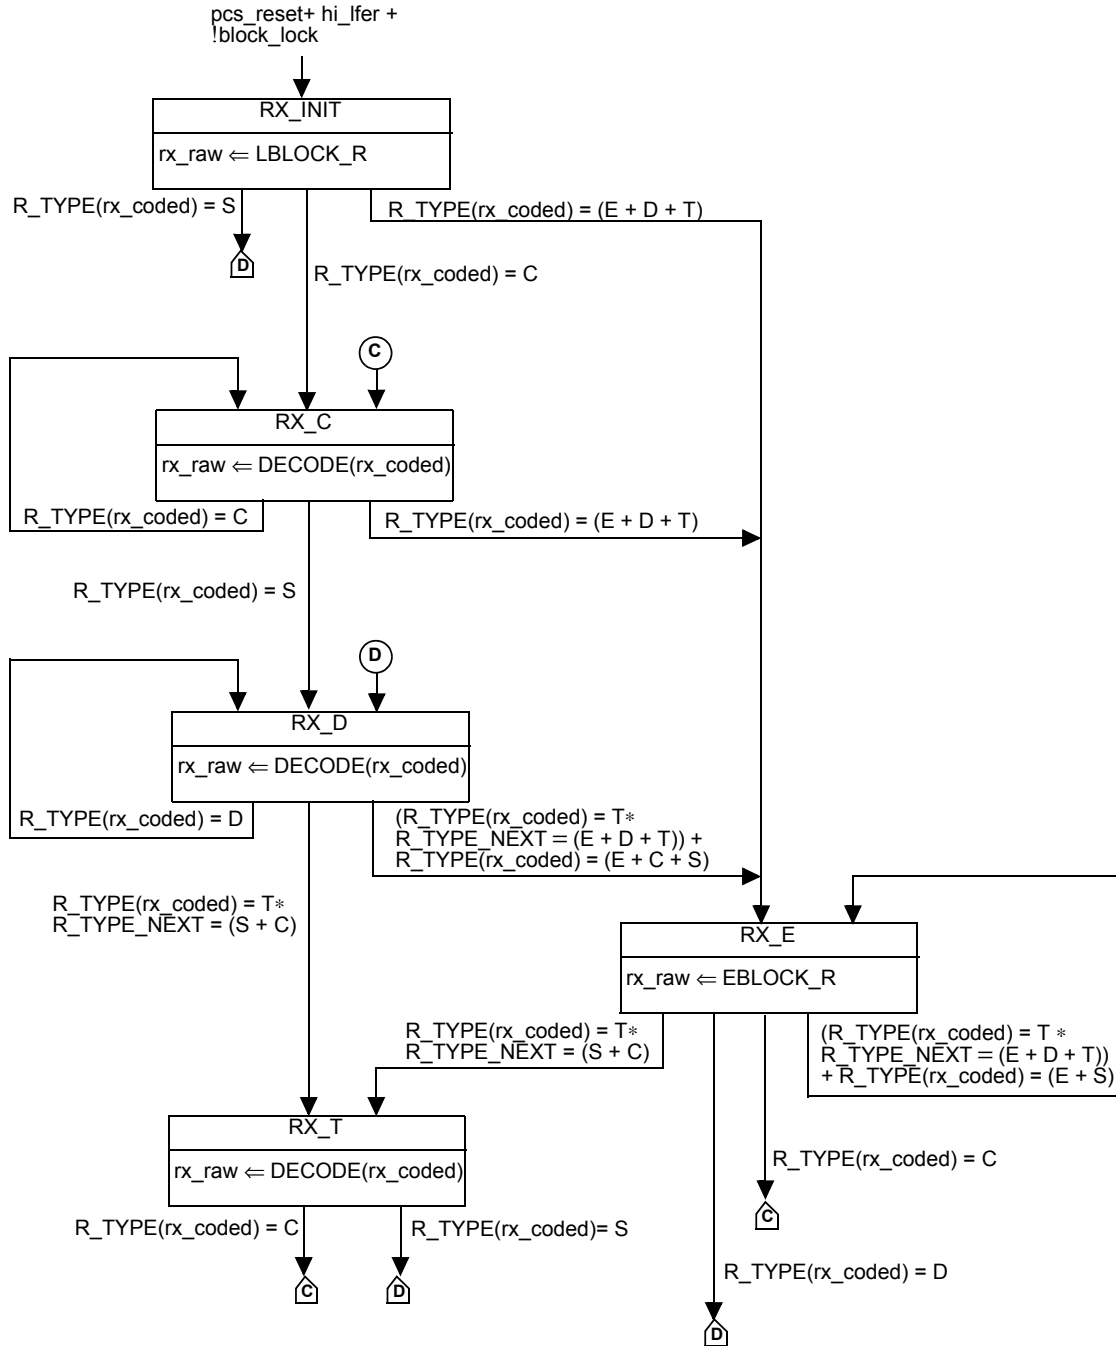 pcs_reset+ hi_lfer +
!block_lock
RX_INIT
rx_raw ⇐ LBLOCK_R
R_TYPE(rx_coded) = S
R_TYPE(rx_coded) = (E + D + T)
D
R_TYPE(rx_coded) = C
C
RX_C
rx_raw ⇐ DECODE(rx_coded)
R_TYPE(rx_coded) = C
R_TYPE(rx_coded) = (E + D + T)
R_TYPE(rx_coded) = S
D
RX_D
rx_raw ⇐ DECODE(rx_coded)
R_TYPE(rx_coded) = D
(R_TYPE(rx_coded) = T*
R_TYPE_NEXT = (E + D + T)) +
R_TYPE(rx_coded) = (E + C + S)
R_TYPE(rx_coded) = T*
R_TYPE_NEXT = (S + C)
RX_E
rx_raw ⇐ EBLOCK_R
R_TYPE(rx_coded) = T*
R_TYPE_NEXT = (S + C)
(R_TYPE(rx_coded) = T *
R_TYPE_NEXT = (E + D + T))
+ R_TYPE(rx_coded) = (E + S)
RX_T
rx_raw ⇐ DECODE(rx_coded)
R_TYPE(rx_coded) = C
C
R_TYPE(rx_coded) = C
R_TYPE(rx_coded)= S
C
D
R_TYPE(rx_coded) = D
D